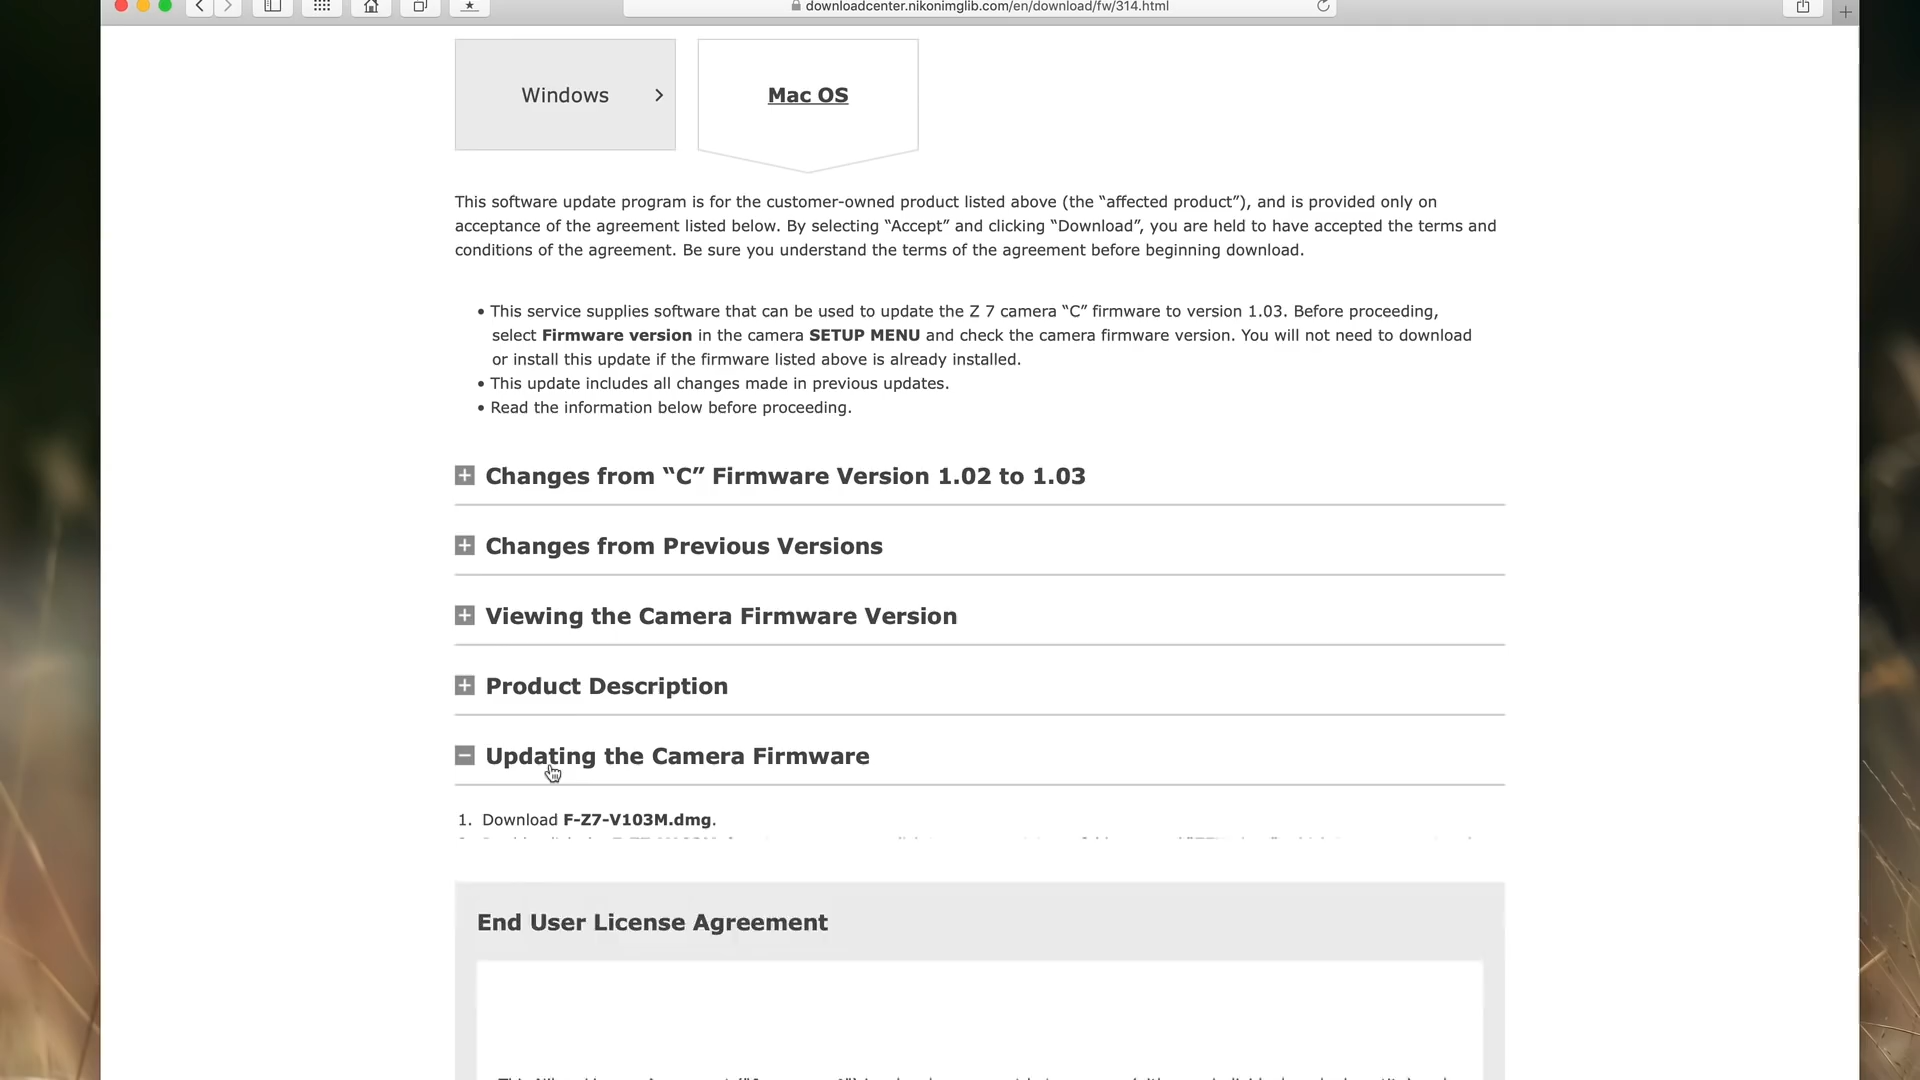 downloadcenter.nikonimglib.com/en/download/fw/314.html
Windows
Mac OS
This software update program is for the customer-owned product listed above (the “affected product”), and is provided only on
acceptance of the agreement listed below. By selecting “Accept” and clicking “Download”, you are held to have accepted the terms and
conditions of the agreement. Be sure you understand the terms of the agreement before beginning download.
• This service supplies software that can be used to update the Z 7 camera “C” firmware to version 1.03. Before proceeding,
select Firmware version in the camera SETUP MENU and check the camera firmware version. You will not need to download
or install this update if the firmware listed above is already installed.
• This update includes all changes made in previous updates.
• Read the information below before proceeding.
Changes from “C” Firmware Version 1.02 to 1.03
Changes from Previous Versions
Viewing the Camera Firmware Version
Product Description
Updating the Camera Firmware
1. Download F-Z7-V103M.dmg.
End User License Agreement